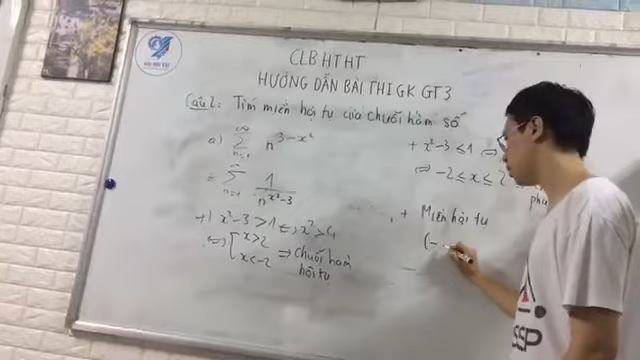 CLB HTHT
HƯỚNG DẪN BÀI THI GK GT3
Câu 2: Tìm miền hội tụ của chuỗi hàm số
a) ∞∑n=1 n^{3-x²}
= ∞∑n=1 1/n^{x²-3}
+) x²-3 > 1 ⇔ x² > 4
⇔ [ x > 2
x < -2 ⇒ chuỗi hàm
hội tụ
+ x²-3 ≤ 1 ⇔
⇔ -2 ≤ x ≤ 2
+ Miền hội tụ
(-
SSP